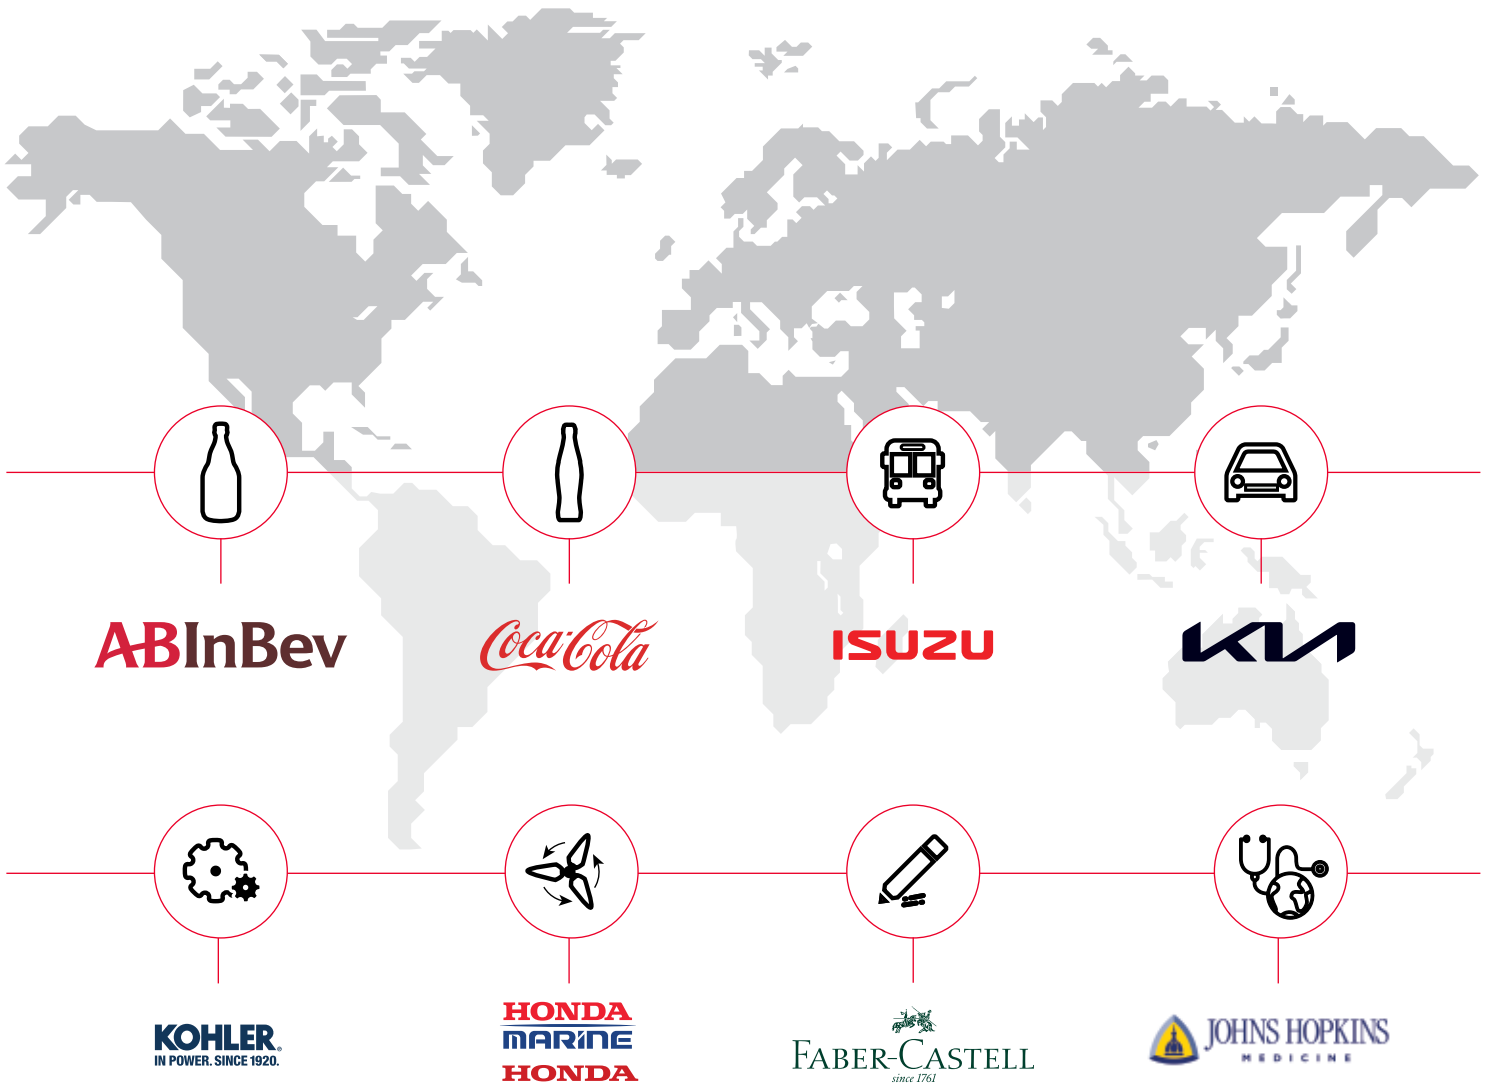 ABInBev
Coca-Cola
ISUZU
KIA
KOHLER®
IN POWER. SINCE 1920.
HONDA
MARINE
HONDA
FABER-CASTELL
since 1761
JOHNS HOPKINS
MEDICINE